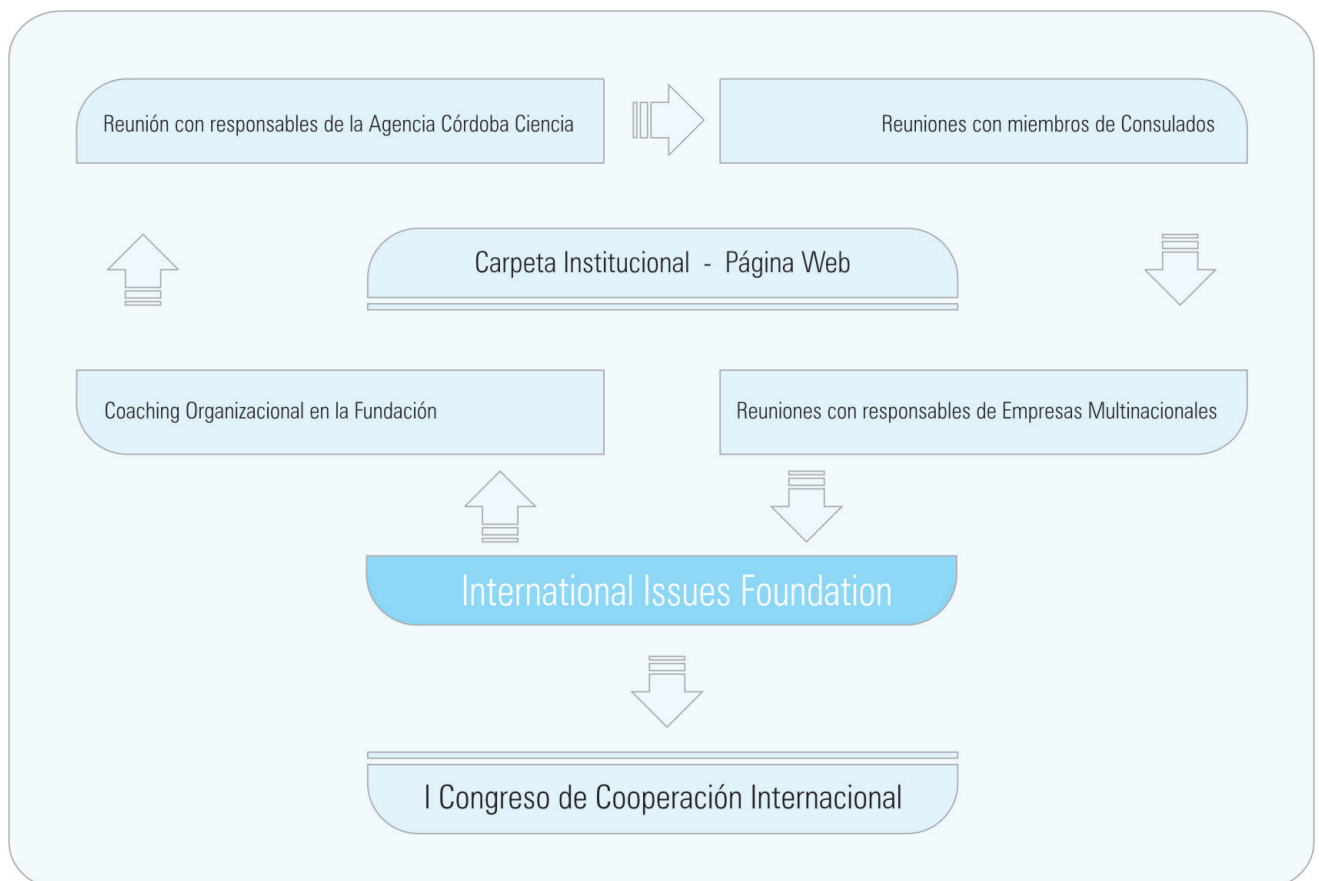 Reunión con responsables de la Agencia Córdoba Ciencia
Reuniones con miembros de Consulados
Carpeta Institucional - Página Web
Coaching Organizacional en la Fundación
Reuniones con responsables de Empresas Multinacionales
International Issues Foundation
I Congreso de Cooperación Internacional